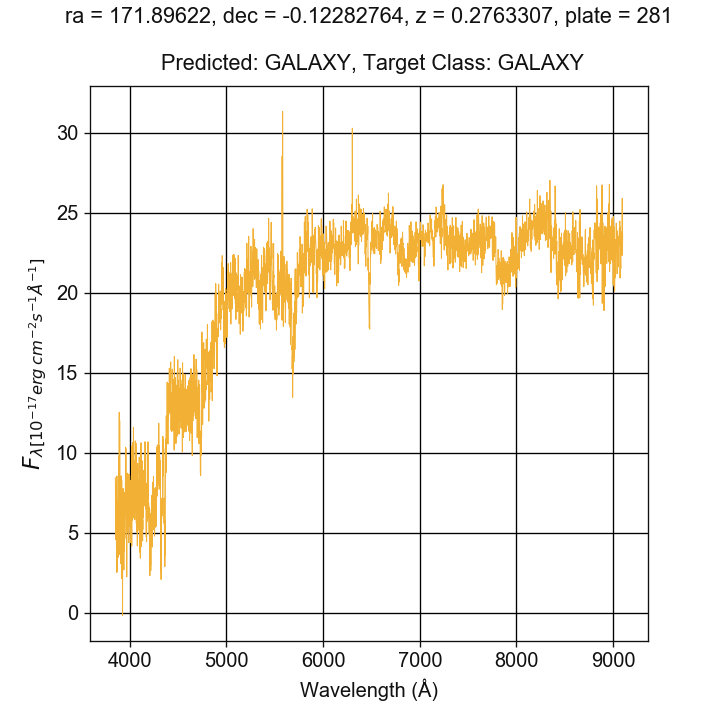 ra = 171.89622, dec = -0.12282764, z = 0.2763307, plate = 281
Predicted: GALAXY, Target Class: GALAXY
30
25
20
15
10
5
0
F_{λ[10^{−17} erg cm^{−2} s^{−1} Å^{−1}]}
4000 5000 6000 7000 8000 9000
Wavelength (Å)